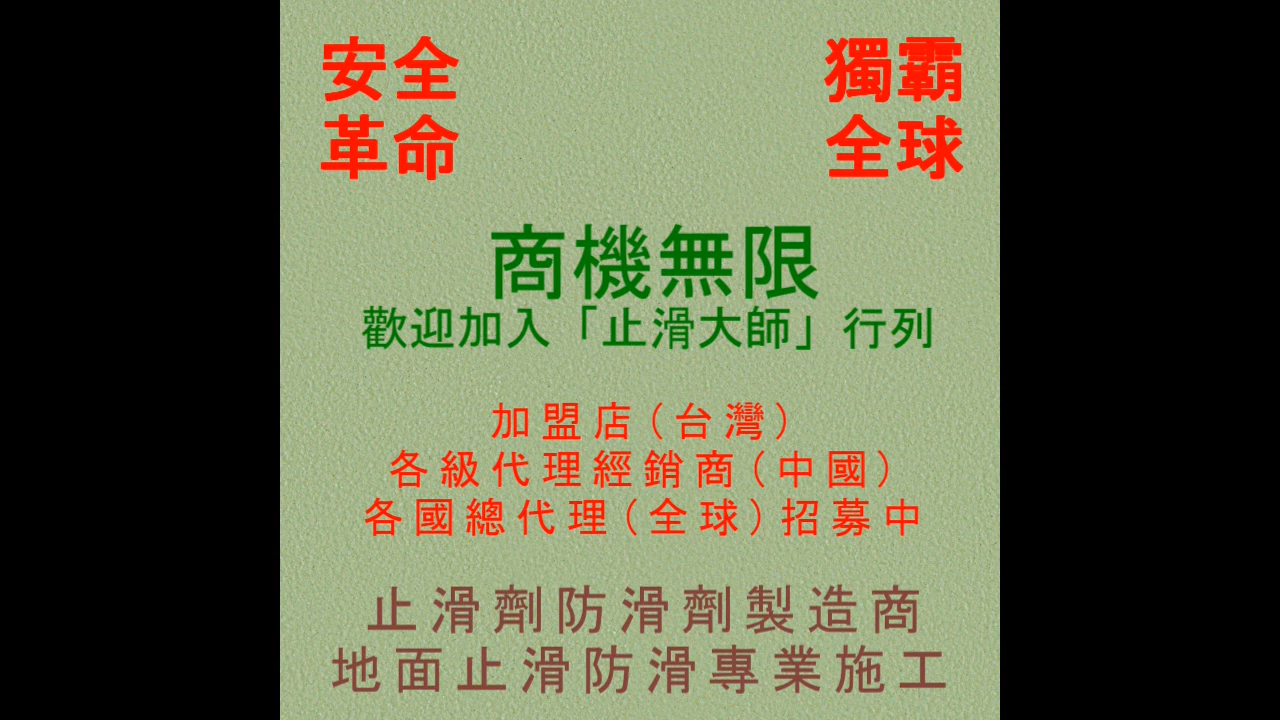 安全
革命
獨霸
全球
商機無限
歡迎加入「止滑大師」行列
加盟店(台灣)
各級代理經銷商(中國)
各國總代理(全球)招募中
止滑劑防滑劑製造商
地面止滑防滑專業施工